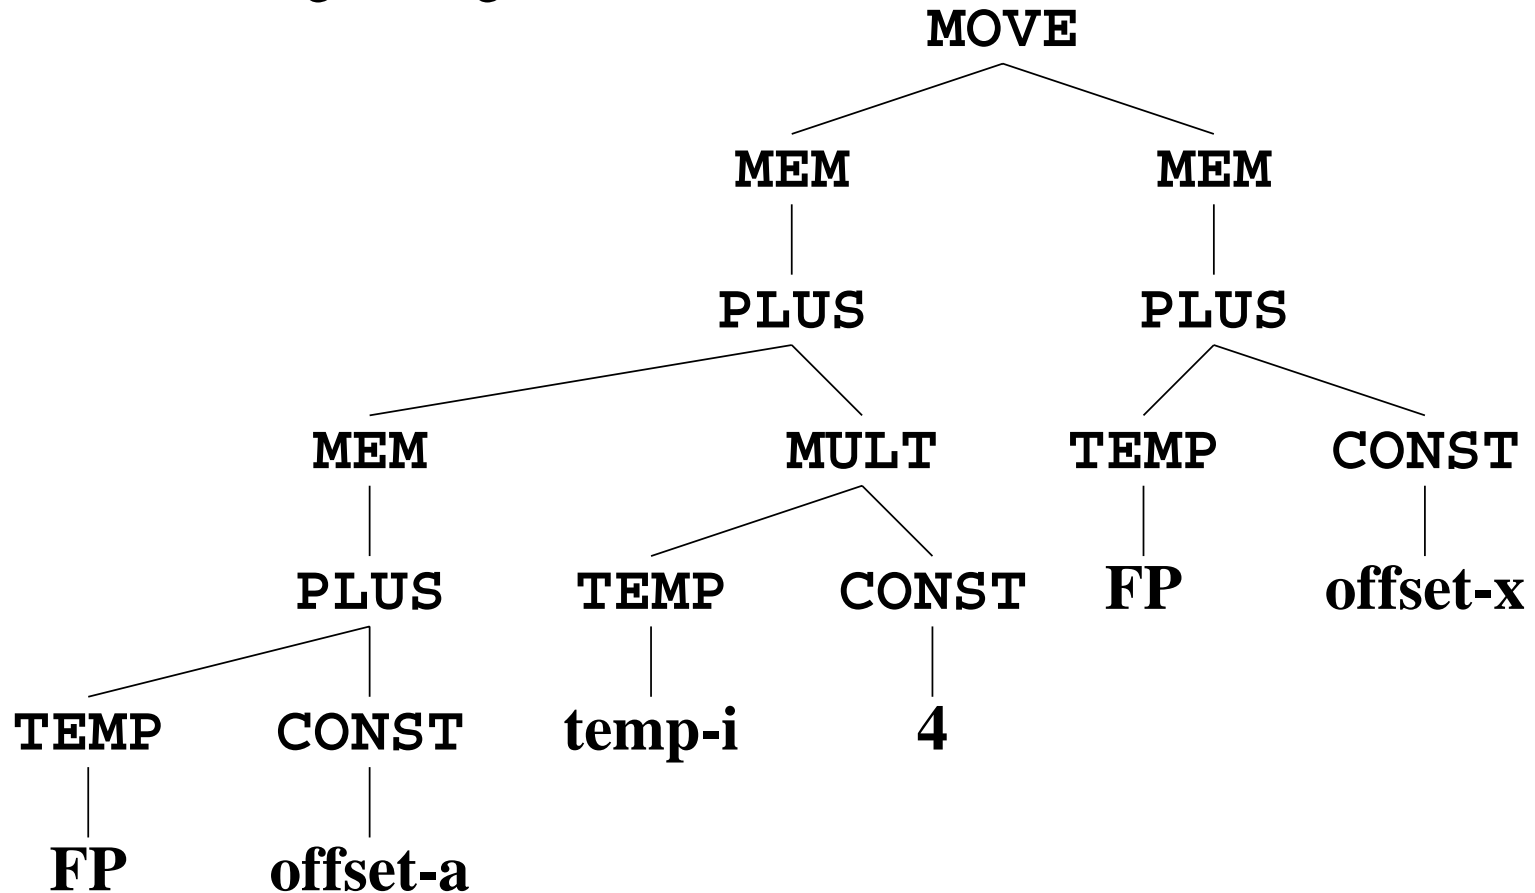 MOVE
MEM MEM
PLUS PLUS
MEM MULT TEMP CONST
PLUS TEMP CONST FP offset-x
TEMP CONST temp-i 4
FP offset-a